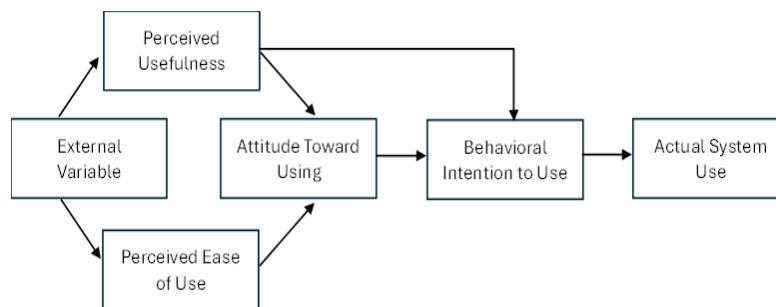 Perceived
Usefulness
External
Variable
Attitude Toward
Using
Behavioral
Intention to Use
Actual System
Use
Perceived Ease
of Use